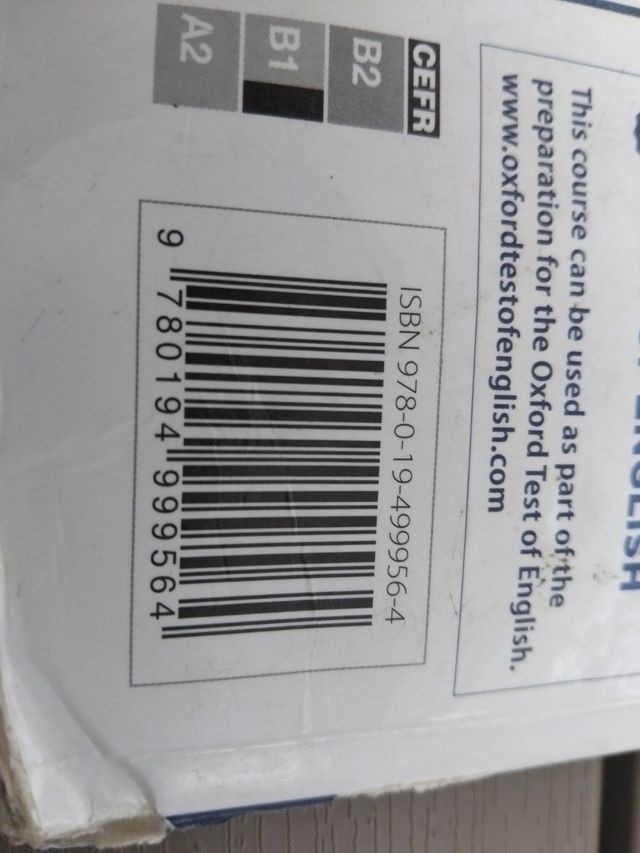 ENGLISH
This course can be used as part of the
preparation for the Oxford Test of English.
www.oxfordtestofenglish.com
CEFR
B2
B1
A2
ISBN 978-0-19-499956-4
9 780194 999564